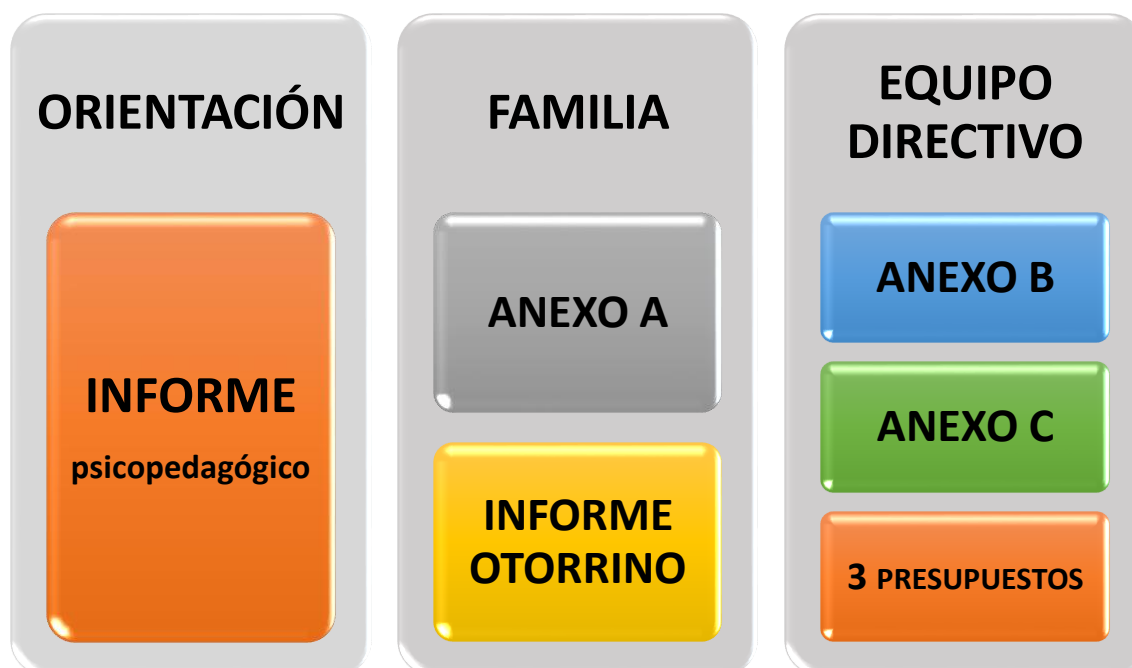 ORIENTACIÓN
INFORME
psicopedagógico
FAMILIA
ANEXO A
INFORME
OTORRINO
EQUIPO
DIRECTIVO
ANEXO B
ANEXO C
3 PRESUPUESTOS